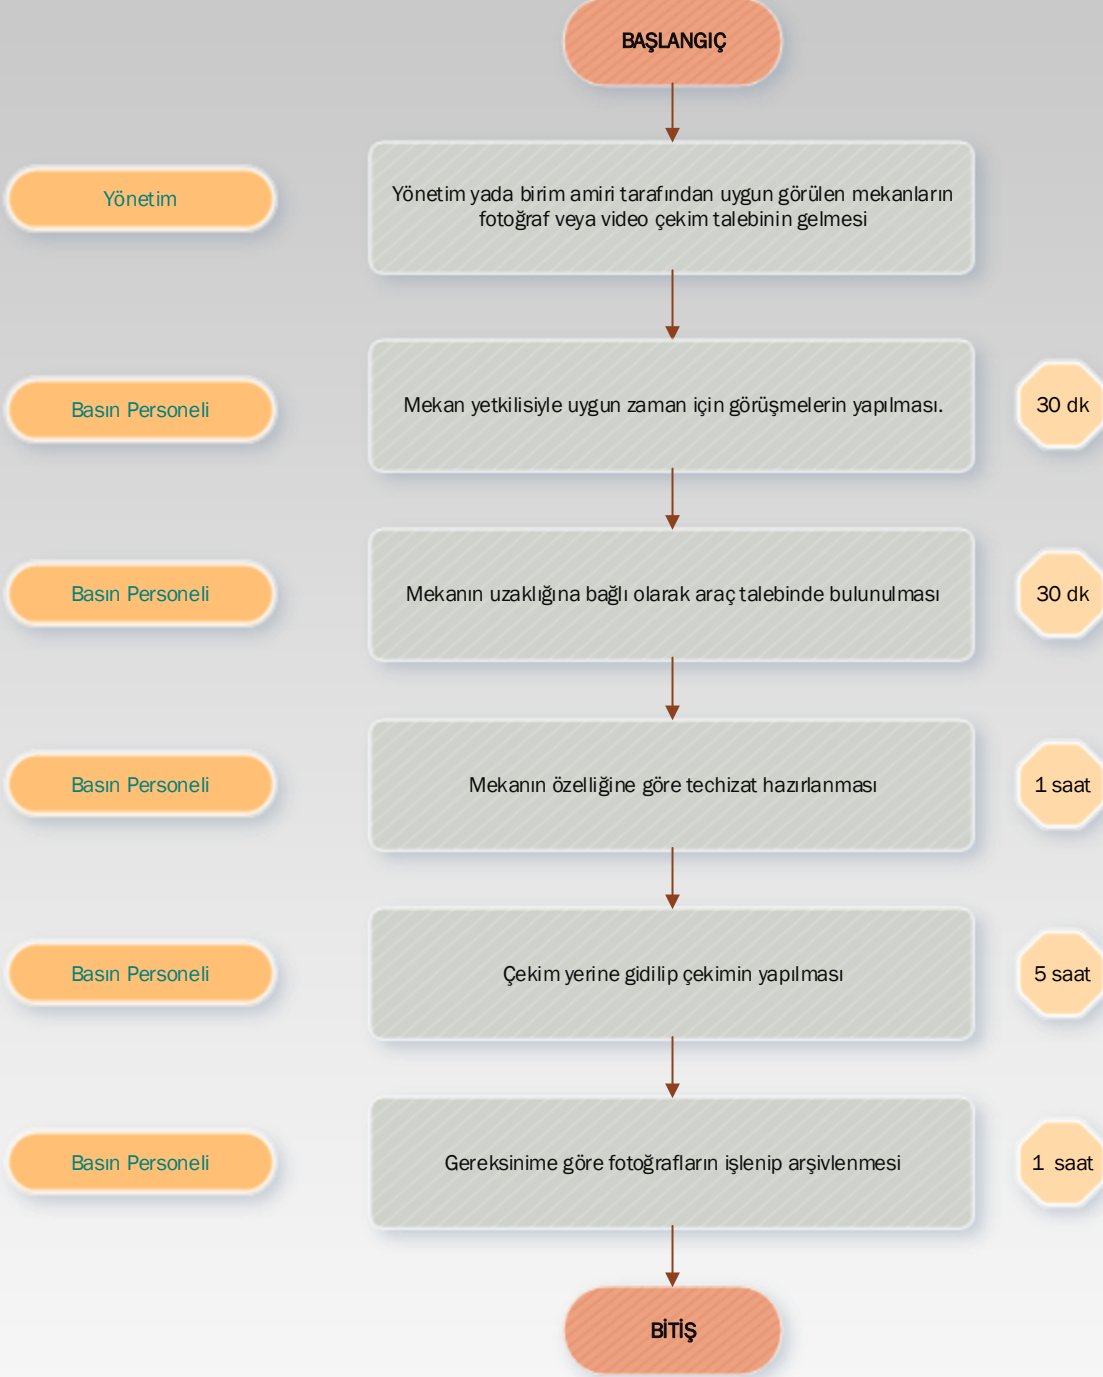 BAŞLANGIÇ
Yönetim
Yönetim yada birim amiri tarafından uygun görülen mekanların
fotoğraf veya video çekim talebinin gelmesi
Basın Personeli
Mekan yetkilisiyle uygun zaman için görüşmelerin yapılması.
30 dk
Basın Personeli
Mekanın uzaklığına bağlı olarak araç talebinde bulunulması
30 dk
Basın Personeli
Mekanın özelliğine göre techizat hazırlanması
1 saat
Basın Personeli
Çekim yerine gidilip çekimin yapılması
5 saat
Basın Personeli
Gereksinime göre fotoğrafların işlenip arşivlenmesi
1 saat
BİTİŞ